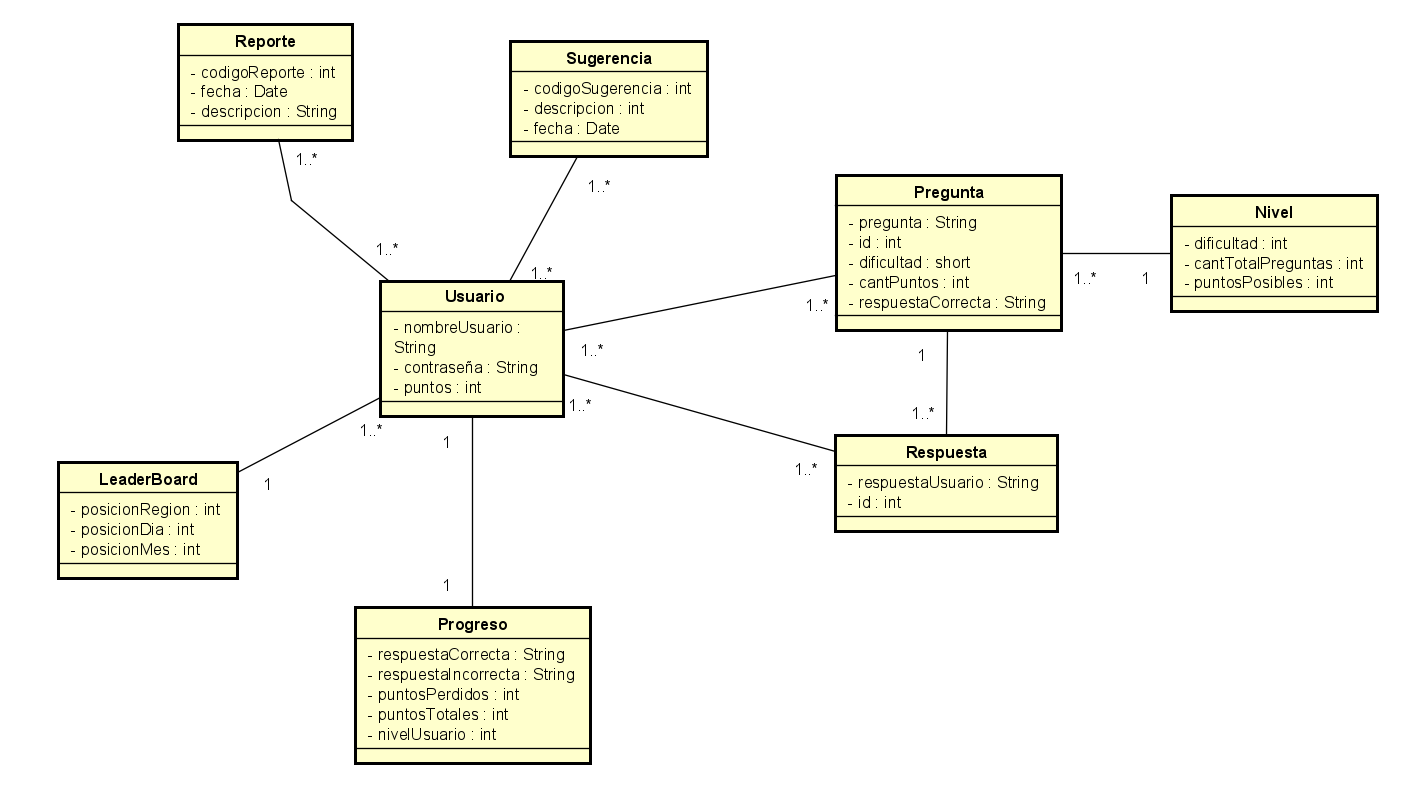 Reporte
- codigoReporte : int
- fecha : Date
- descripcion : String
1..*
1..*
Sugerencia
- codigoSugerencia : int
- descripcion : int
- fecha : Date
1..*
1..*
Usuario
- nombreUsuario :
String
- contraseña : String
- puntos : int
1..*
1..*
1..*
1..*
Pregunta
- pregunta : String
- id : int
- dificultad : short
- cantPuntos : int
- respuestaCorrecta : String
1..*
1
Nivel
- dificultad : int
- cantTotalPreguntas : int
- puntosPosibles : int
1
1..*
Respuesta
- respuestaUsuario : String
- id : int
1..*
1
LeaderBoard
- posicionRegion : int
- posicionDia : int
- posicionMes : int
1
1
Progreso
- respuestaCorrecta : String
- respuestaIncorrecta : String
- puntosPerdidos : int
- puntosTotales : int
- nivelUsuario : int